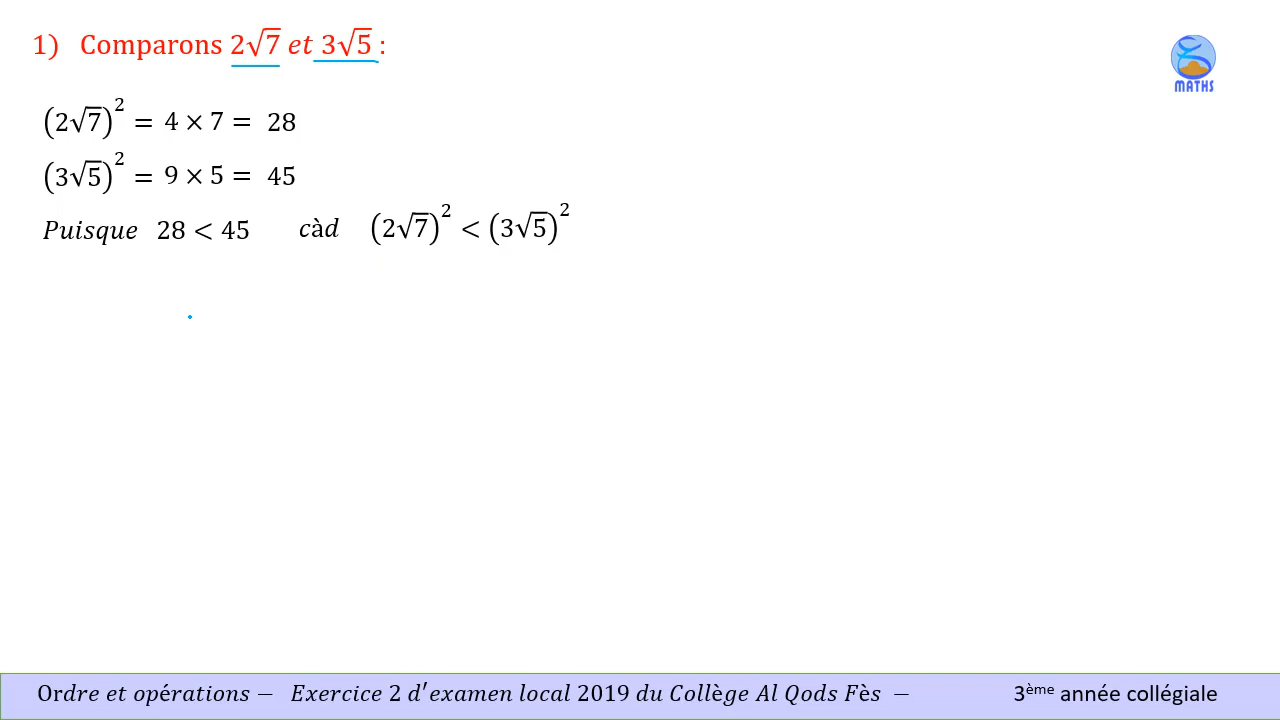 1) Comparons 2√7 et 3√5 :
MATHS
(2√7)² = 4 × 7 = 28
(3√5)² = 9 × 5 = 45
Puisque 28 < 45 càd (2√7)² < (3√5)²
Ordre et opérations − Exercice 2 d′examen local 2019 du Collège Al Qods Fès − 3ème année collégiale